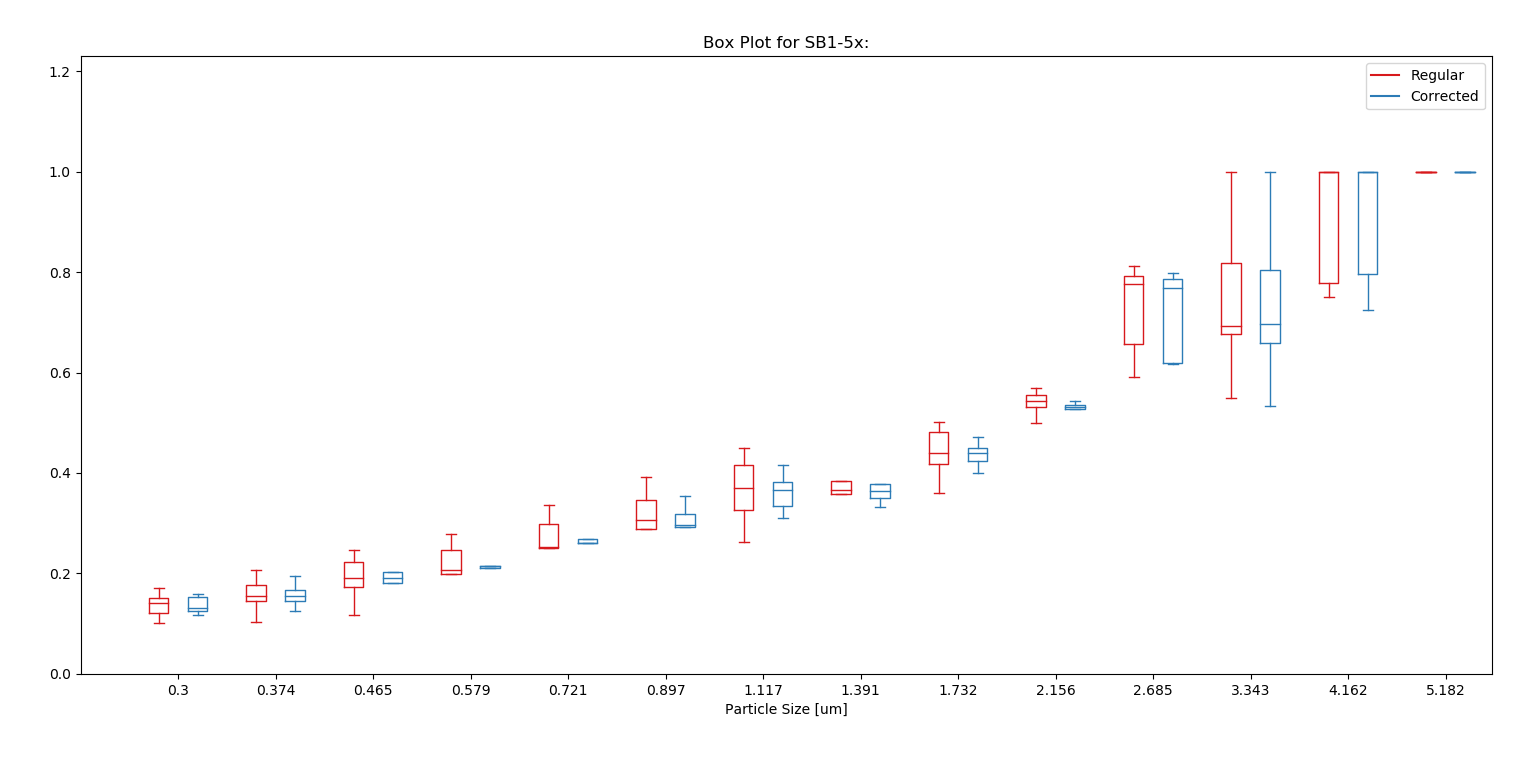 Box Plot for SB1-5x:
Regular
Corrected
1.2
1.0
0.8
0.6
0.4
0.2
0.0
0.3 0.374 0.465 0.579 0.721 0.897 1.117 1.391 1.732 2.156 2.685 3.343 4.162 5.182
Particle Size [um]